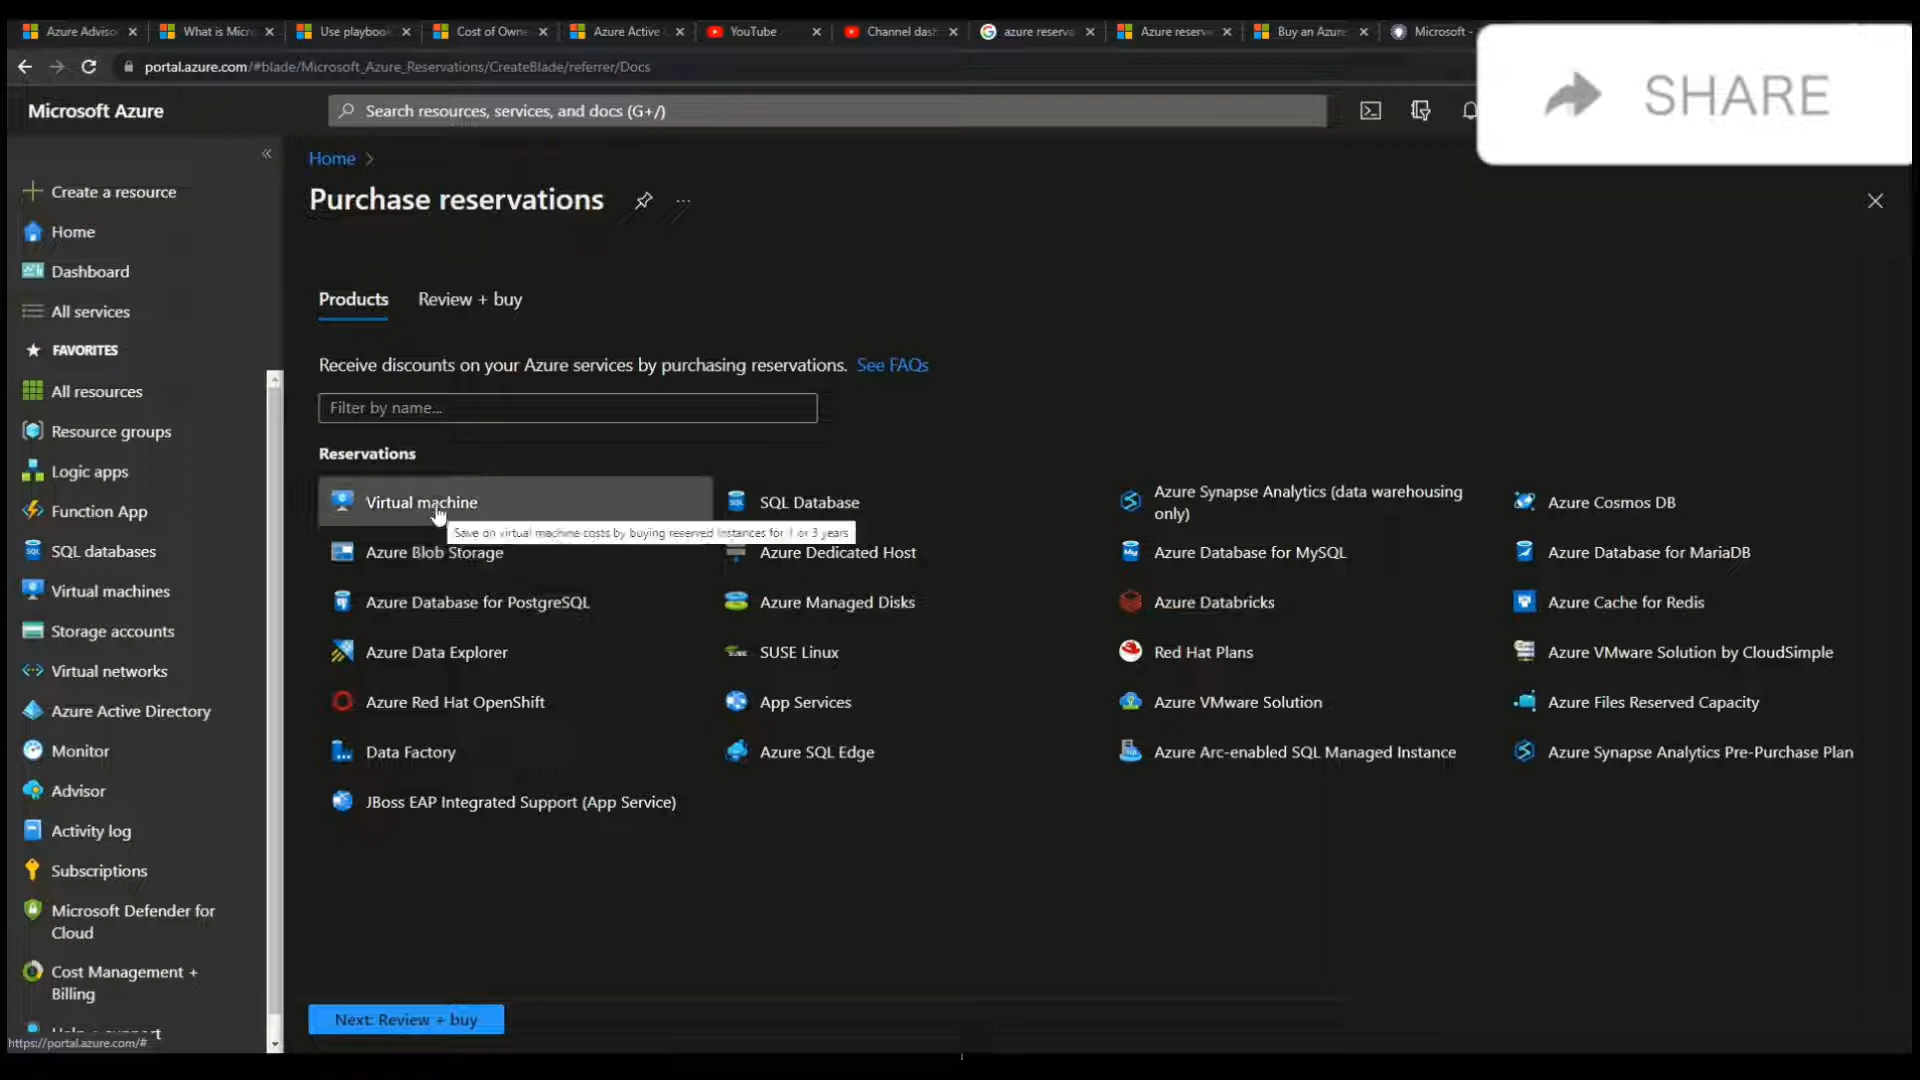 Azure Adviso
What is Micro
Use playbook
Cost of Owne
Azure Active
YouTube
Channel dash
azure reserva
Azure reserv
Buy an Azure
Microsoft -
portal.azure.com/#blade/Microsoft_Azure_Reservations/CreateBlade/referrer/Docs
SHARE
Microsoft Azure
Search resources, services, and docs (G+/)
Home
Purchase reservations
Create a resource
Home
Dashboard
All services
FAVORITES
All resources
Resource groups
Logic apps
Function App
SQL databases
Virtual machines
Storage accounts
Virtual networks
Azure Active Directory
Monitor
Advisor
Activity log
Subscriptions
Microsoft Defender for
Cloud
Cost Management +
Billing
https://portal.azure.com/#
Products
Review + buy
Receive discounts on your Azure services by purchasing reservations. See FAQs
Filter by name...
Reservations
Virtual machine
SQL Database
Azure Synapse Analytics (data warehousing
only)
Azure Cosmos DB
Save on virtual machine costs by buying reserved instances for 1 or 3 years
Azure Blob Storage
Azure Dedicated Host
Azure Database for MySQL
Azure Database for MariaDB
Azure Database for PostgreSQL
Azure Managed Disks
Azure Databricks
Azure Cache for Redis
Azure Data Explorer
SUSE Linux
Red Hat Plans
Azure VMware Solution by CloudSimple
Azure Red Hat OpenShift
App Services
Azure VMware Solution
Azure Files Reserved Capacity
Data Factory
Azure SQL Edge
Azure Arc-enabled SQL Managed Instance
Azure Synapse Analytics Pre-Purchase Plan
JBoss EAP Integrated Support (App Service)
Next: Review + buy